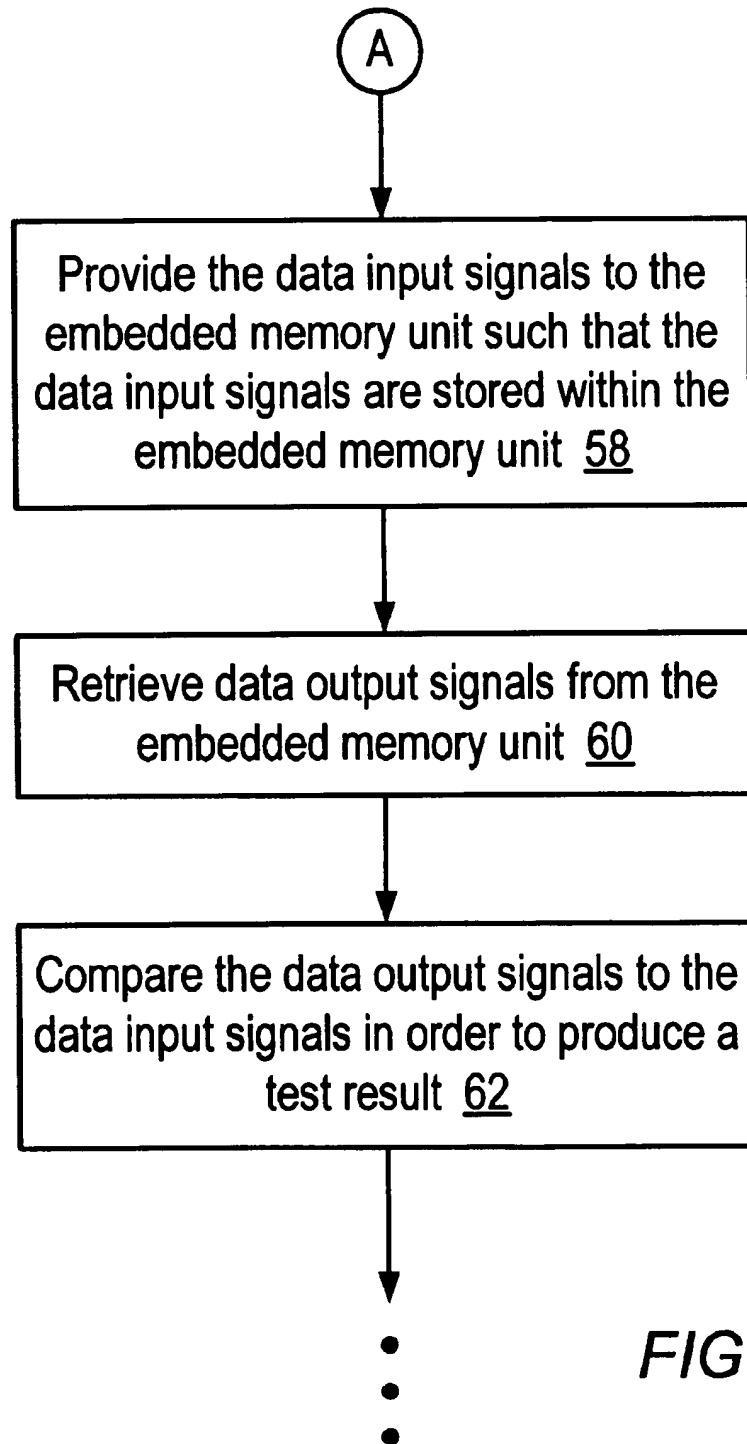 A
Provide the data input signals to the
embedded memory unit such that the
data input signals are stored within the
embedded memory unit 58
Retrieve data output signals from the
embedded memory unit 60
Compare the data output signals to the
data input signals in order to produce a
test result 62
FIG